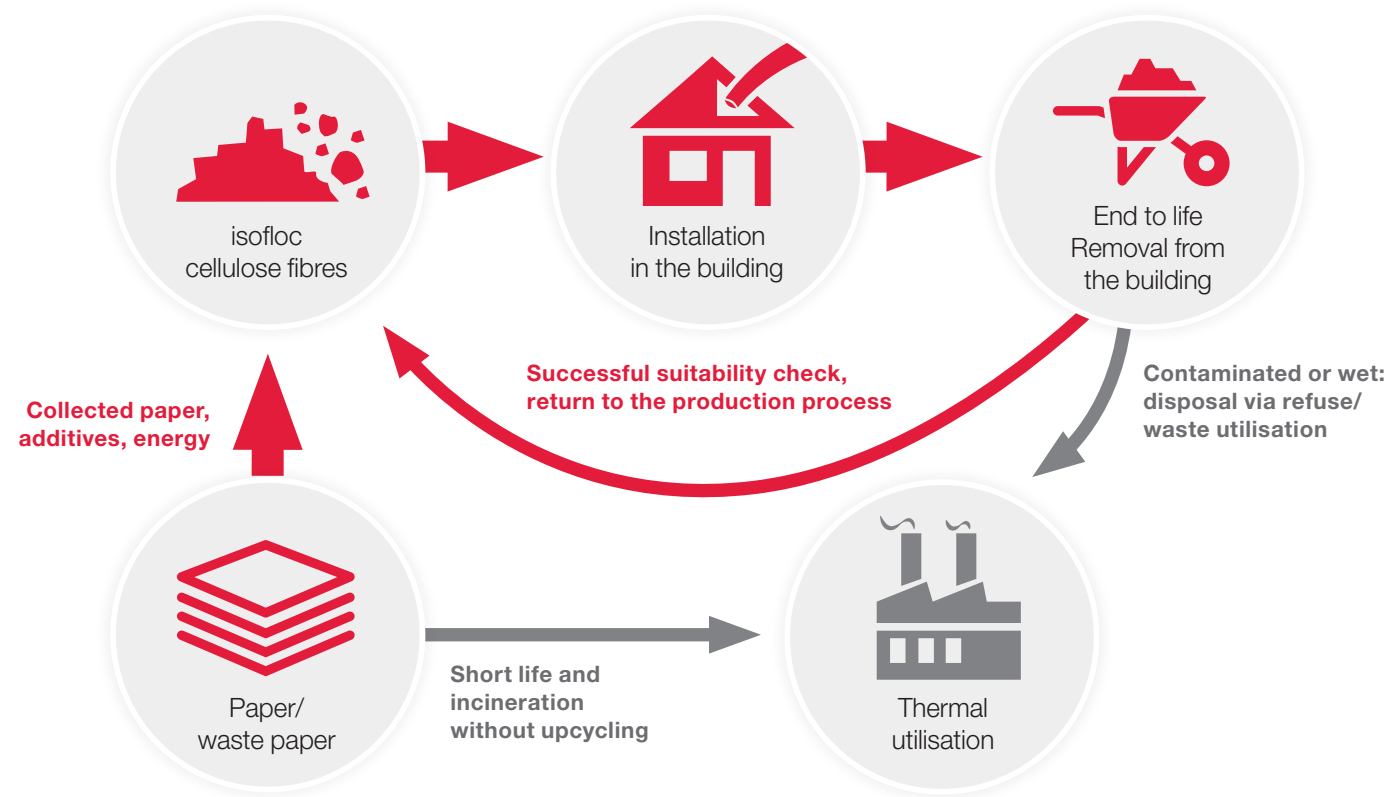 isofloc
cellulose fibres
Installation
in the building
End to life
Removal from
the building
Successful suitability check,
return to the production process
Contaminated or wet:
disposal via refuse/
waste utilisation
Collected paper,
additives, energy
Paper/
waste paper
Short life and
incineration
without upcycling
Thermal
utilisation